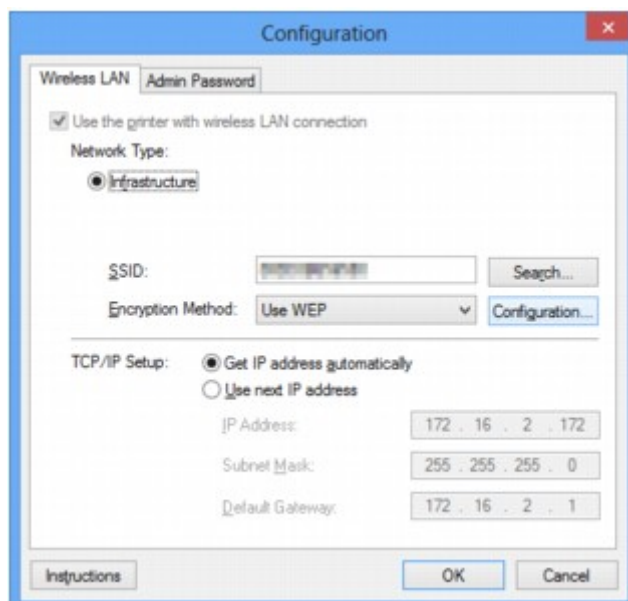 Configuration
Wireless LAN Admin Password
Use the printer with wireless LAN connection
Network Type:
Infrastructure
SSID: Search...
Encryption Method: Use WEP Configuration...
TCP/IP Setup: Get IP address automatically
Use next IP address
IP Address: 172 . 16 . 2 . 172
Subnet Mask: 255 . 255 . 255 . 0
Default Gateway: 172 . 16 . 2 . 1
Instructions OK Cancel